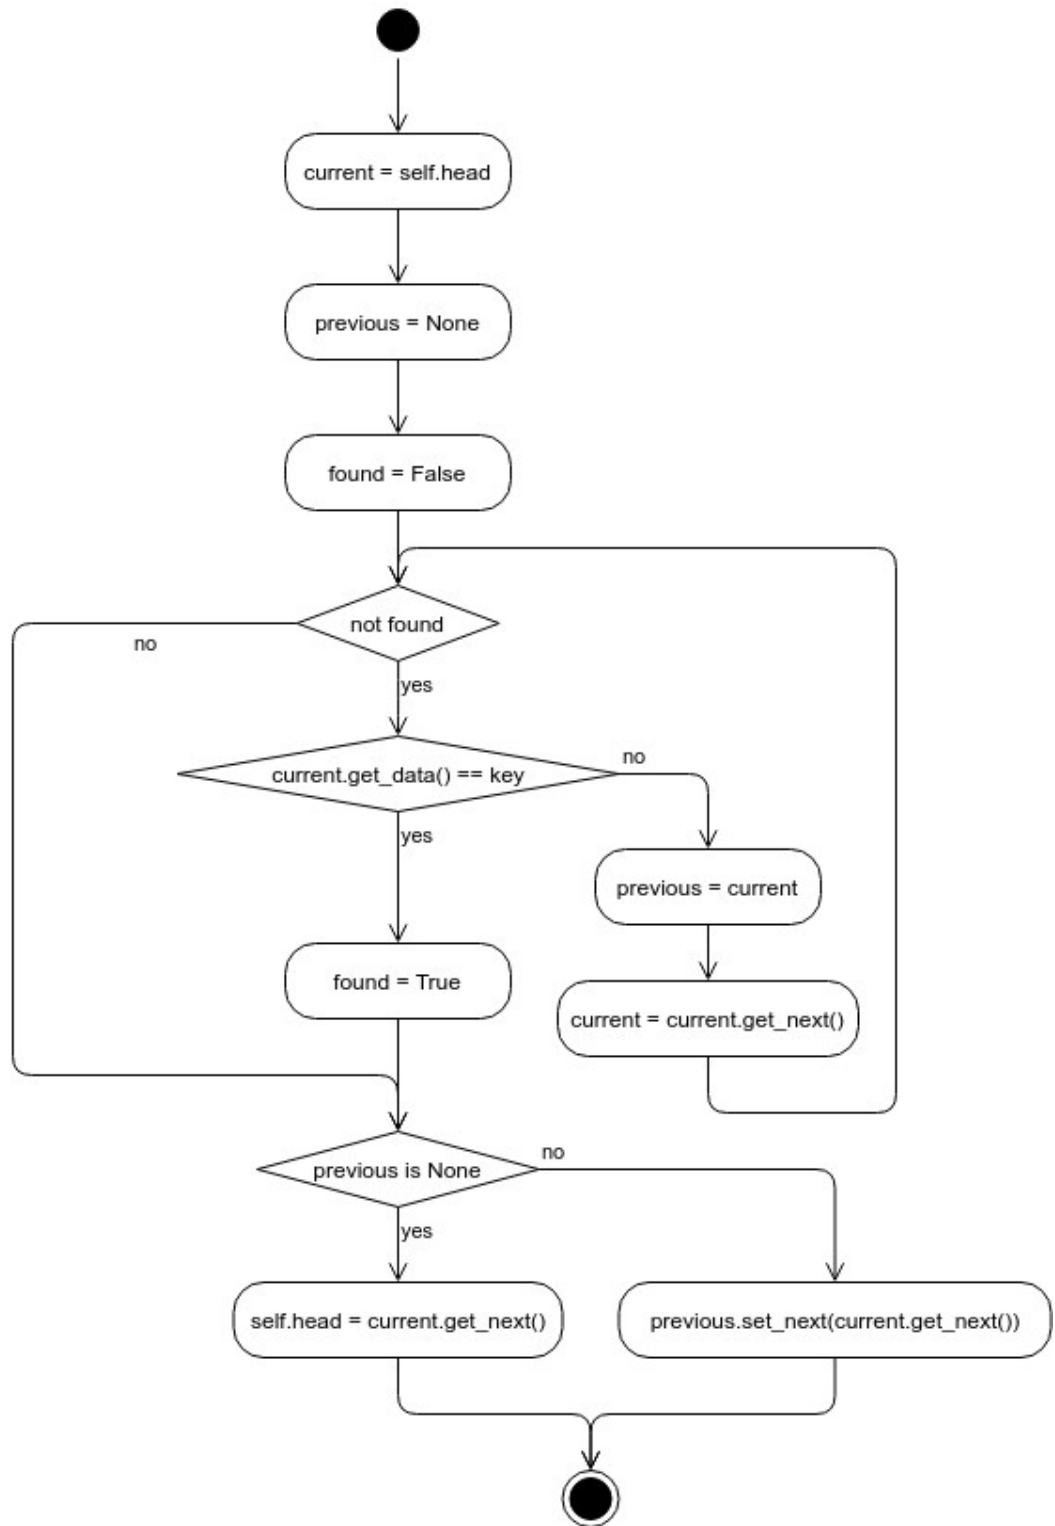 current = self.head
previous = None
found = False
not found
no
yes
current.get_data() == key
no
yes
previous = current
found = True
current = current.get_next()
previous is None
no
yes
self.head = current.get_next()
previous.set_next(current.get_next())